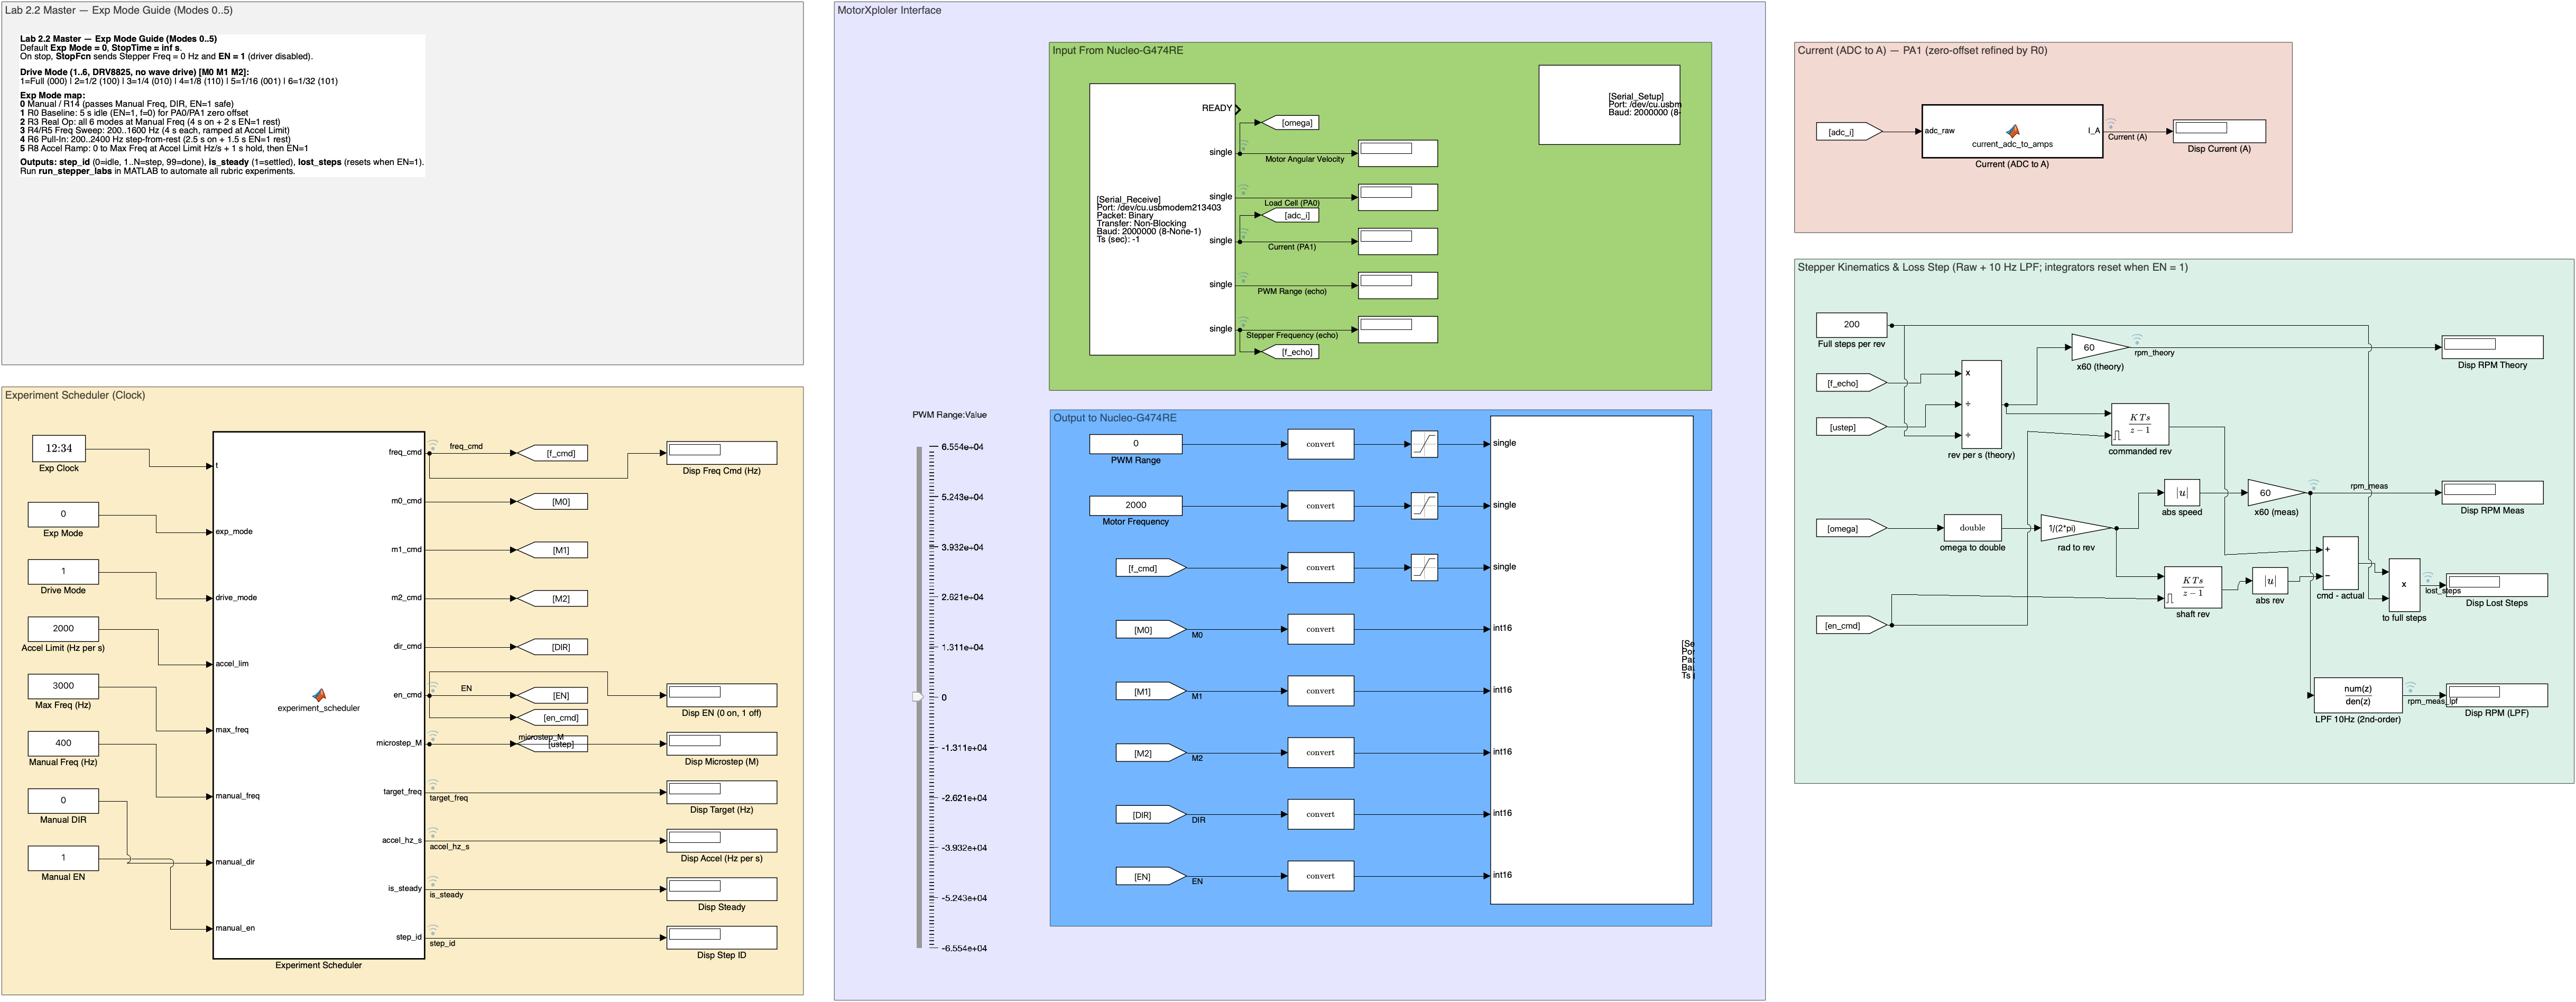 Lab 2.2 Master — Exp Mode Guide (Modes 0..5)
Lab 2.2 Master — Exp Mode Guide (Modes 0..5)
Default Exp Mode = 0, StopTime = inf s.
On stop, StopFcn sends Stepper Freq = 0 Hz and EN = 1 (driver disabled).
Drive Mode (1..6, DRV8825, no wave drive) [M0 M1 M2]:
1=Full (000) | 2=1/2 (100) | 3=1/4 (010) | 4=1/8 (110) | 5=1/16 (001) | 6=1/32 (101)
Exp Mode map:
0 Manual / R14 (passes Manual Freq, DIR, EN=1 safe)
1 R0 Baseline: 5 s idle (EN=1, f=0) for PA0/PA1 zero offset
2 R3 Real Op: all 6 modes at Manual Freq (4 s on + 2 s EN=1 rest)
3 R4/R5 Freq Sweep: 200..1600 Hz (4 s each, ramped at Accel Limit)
4 R6 Pull-In: 200..2400 Hz step-from-rest (2.5 s on + 1.5 s EN=1 rest)
5 R8 Accel Ramp: 0 to Max Freq at Accel Limit Hz/s + 1 s hold, then EN=1
Outputs: step_id (0=idle, 1..N=step, 99=done), is_steady (1=settled), lost_steps (resets when EN=1).
Run run_stepper_labs in MATLAB to automate all rubric experiments.
Experiment Scheduler (Clock)
12:34
Exp Clock
0
Exp Mode
1
Drive Mode
2000
Accel Limit (Hz per s)
3000
Max Freq (Hz)
400
Manual Freq (Hz)
0
Manual DIR
1
Manual EN
t
exp_mode
drive_mode
accel_lim
max_freq
manual_freq
manual_dir
manual_en
experiment_scheduler
Experiment Scheduler
freq_cmd
m0_cmd
m1_cmd
m2_cmd
dir_cmd
en_cmd
microstep_M
target_freq
accel_hz_s
is_steady
step_id
freq_cmd
[f_cmd]
[M0]
[M1]
[M2]
[DIR]
EN
[EN]
[en_cmd]
microstep_M
[ustep]
target_freq
accel_hz_s
is_steady
step_id
Disp Freq Cmd (Hz)
Disp EN (0 on, 1 off)
Disp Microstep (M)
Disp Target (Hz)
Disp Accel (Hz per s)
Disp Steady
Disp Step ID
MotorXploler Interface
Input From Nucleo-G474RE
READY
single
single
single
single
single
[Serial_Receive]
Port: /dev/cu.usbmodem213403
Packet: Binary
Transfer: Non-Blocking
Baud: 2000000 (8-None-1)
Ts (sec): -1
[omega]
Motor Angular Velocity
Load Cell (PA0)
[adc_i]
Current (PA1)
PWM Range (echo)
Stepper Frequency (echo)
[f_echo]
[Serial_Setup]
Port: /dev/cu.usbm
Baud: 2000000 (8-
PWM Range:Value
6.554e+04
5.243e+04
3.932e+04
2.621e+04
1.311e+04
0
-1.311e+04
-2.621e+04
-3.932e+04
-5.243e+04
-6.554e+04
Output to Nucleo-G474RE
0
convert
single
PWM Range
2000
convert
single
Motor Frequency
[f_cmd]
convert
single
[M0]
M0
convert
int16
[M1]
M1
convert
int16
[M2]
M2
convert
int16
[DIR]
DIR
convert
int16
[EN]
EN
convert
int16
[Se
Por
Pac
Ba
Ts (
Current (ADC to A) — PA1 (zero-offset refined by R0)
[adc_i]
adc_raw
current_adc_to_amps
I_A
Current (ADC to A)
Current (A)
Disp Current (A)
Stepper Kinematics & Loss Step (Raw + 10 Hz LPF; integrators reset when EN = 1)
200
Full steps per rev
[f_echo]
[ustep]
x
÷
÷
rev per s (theory)
60
x60 (theory)
rpm_theory
Disp RPM Theory
K Ts
z − 1
commanded rev
[omega]
double
omega to double
1/(2*pi)
rad to rev
|u|
abs speed
60
x60 (meas)
rpm_meas
Disp RPM Meas
[en_cmd]
K Ts
z − 1
shaft rev
|u|
abs rev
+
−
cmd - actual
x
to full steps
lost_steps
Disp Lost Steps
num(z)
den(z)
LPF 10Hz (2nd-order)
rpm_meas_lpf
Disp RPM (LPF)